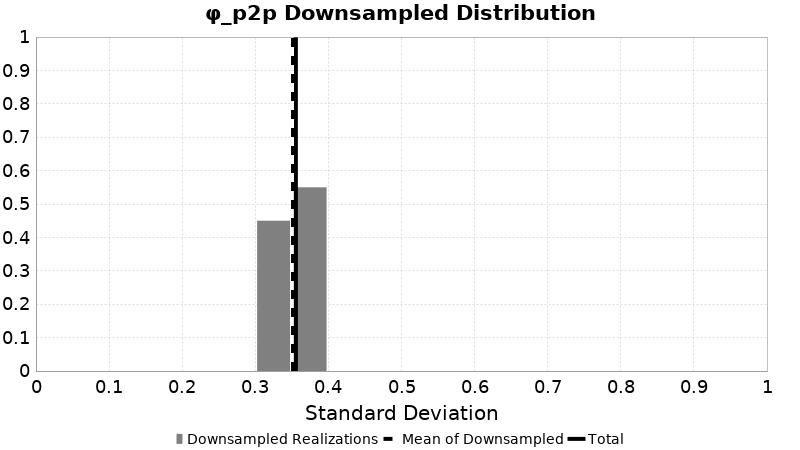 φ_p2p Downsampled Distribution
1
0.9
0.8
0.7
0.6
0.5
0.4
0.3
0.2
0.1
0
0 0.1 0.2 0.3 0.4 0.5 0.6 0.7 0.8 0.9 1
Standard Deviation
Downsampled Realizations Mean of Downsampled Total